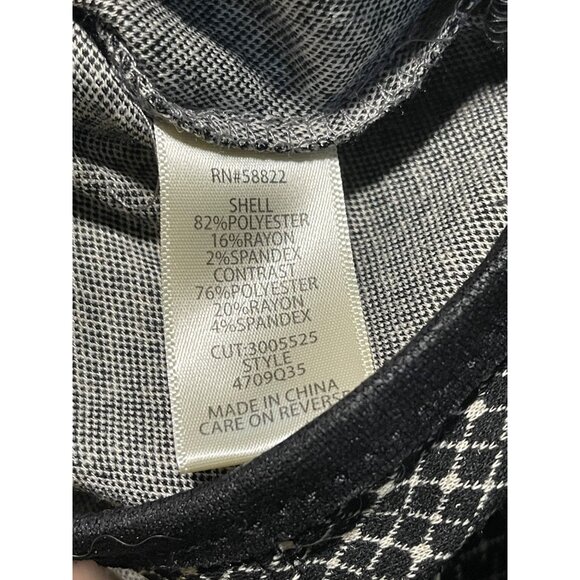 RN#58822
SHELL
82%POLYESTER
16%RAYON
2%SPANDEX
CONTRAST
76%POLYESTER
20%RAYON
4%SPANDEX
CUT:3005525
STYLE
4709Q35
MADE IN CHINA
CARE ON REVERSE